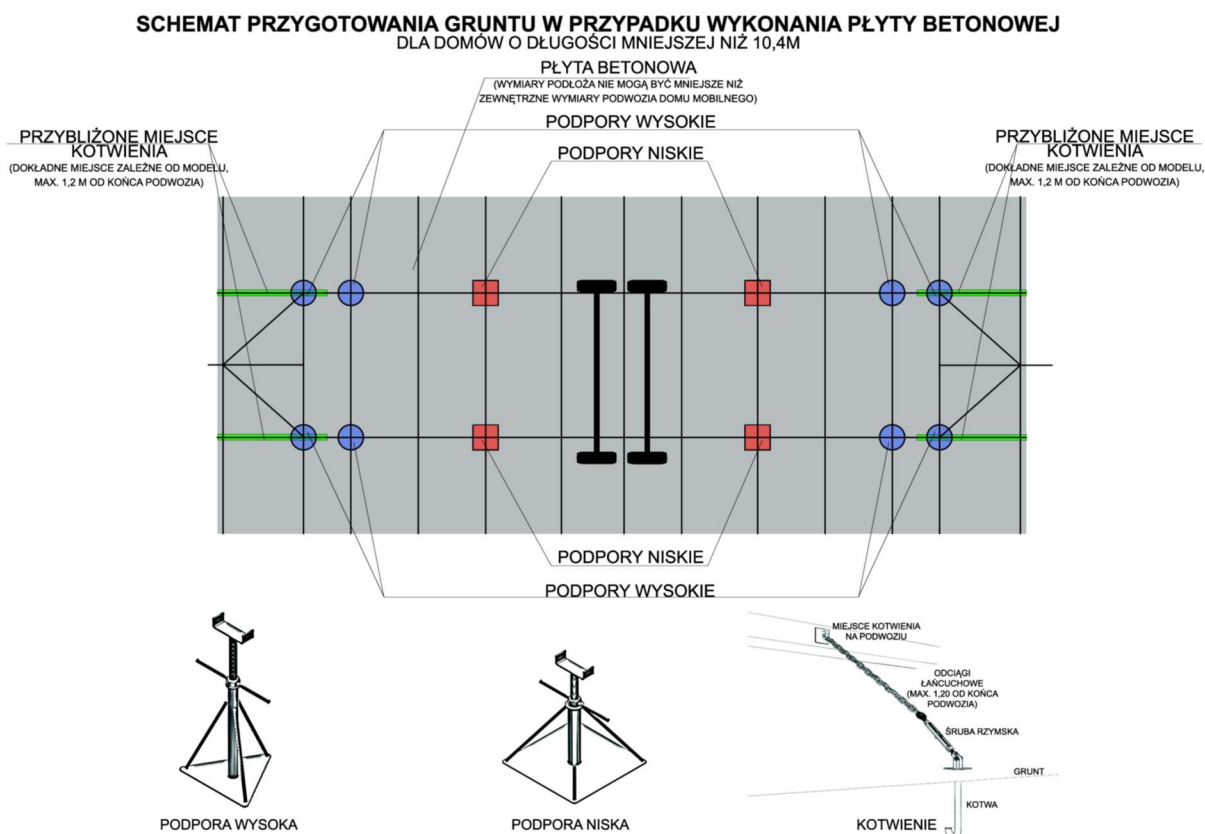 SCHEMAT PRZYGOTOWANIA GRUNTU W PRZYPADKU WYKONANIA PŁYTY BETONOWEJ
DLA DOMÓW O DŁUGOŚCI MNIEJSZEJ NIŻ 10,4M
PŁYTA BETONOWA
(WYMIARY PODŁOŻA NIE MOGĄ BYĆ MNIEJSZE NIŻ
ZEWNĘTRZNE WYMIARY PODWOZIA DOMU MOBILNEGO)
PODPORY WYSOKIE
PODPORY NISKIE
PRZYBLIŻONE MIEJSCE
KOTWIENIA
(DOKŁADNE MIEJSCE ZALEŻNE OD MODELU,
MAX. 1,2 M OD KOŃCA PODWOZIA)
PRZYBLIŻONE MIEJSCE
KOTWIENIA
(DOKŁADNE MIEJSCE ZALEŻNE OD MODELU,
MAX. 1,2 M OD KOŃCA PODWOZIA)
PODPORY NISKIE
PODPORY WYSOKIE
MIEJSCE KOTWIENIA
NA PODWOZIU
ODCIĄGI
ŁAŃCUCHOWE
(MAX. 1,20 OD KOŃCA
PODWOZIA)
ŚRUBA RZYMSKA
GRUNT
KOTWA
PODPORA WYSOKA
PODPORA NISKA
KOTWIENIE